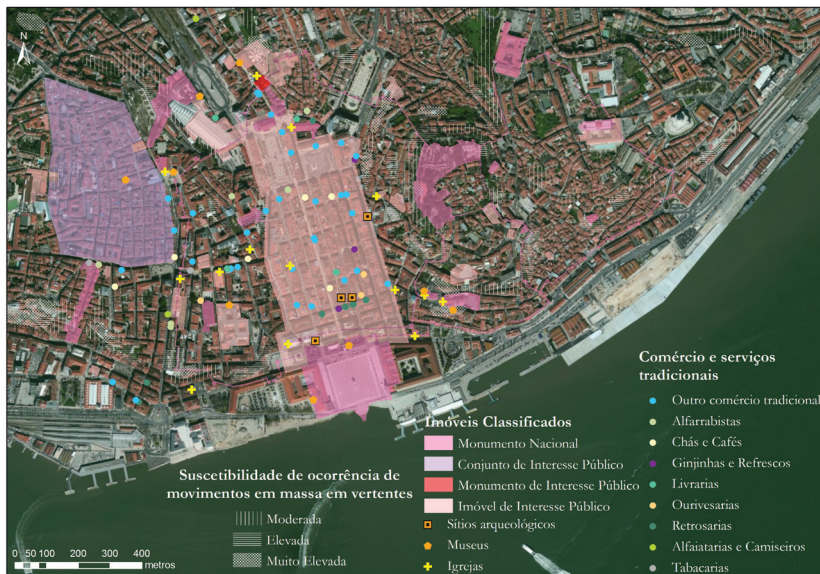 N
Comércio e serviços
tradicionais
Outro comércio tradicional
Alfarrabistas
Chás e Cafés
Ginjinhas e Refrescos
Livrarias
Ourivesarias
Retrosarias
Alfaiatarias e Camiseiros
Tabacarias
Imóveis Classificados
Monumento Nacional
Conjunto de Interesse Público
Monumento de Interesse Público
Imóvel de Interesse Público
Sítios arqueológicos
Museus
Igrejas
Suscetibilidade de ocorrência de
movimentos em massa em vertentes
Moderada
Elevada
Muito Elevada
0 50 100 200 300 400
metros